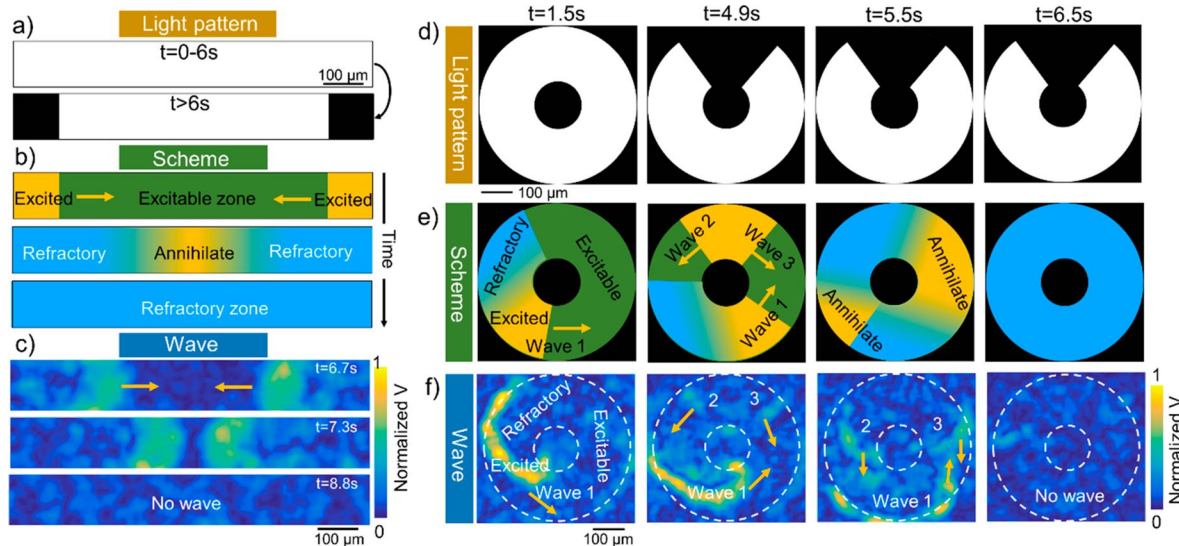 a)
Light pattern
t=0-6s
100 µm
t>6s
b)
Scheme
Excited
Excitable zone
Excited
Refractory
Annihilate
Refractory
Time
Refractory zone
c)
Wave
t=6.7s
t=7.3s
t=8.8s
No wave
100 µm
1
Normalized V
0
t=1.5s
t=4.9s
t=5.5s
t=6.5s
d)
Light pattern
100 µm
e)
Scheme
Refractory
Excitable
Excited
Wave 1
Wave 2
Wave 3
Wave 1
Annihilate
Annihilate
f)
Wave
Refractory
Excitable
Excited
Wave 1
100 µm
2
3
Wave 1
2
3
Wave 1
No wave
1
Normalized V
0